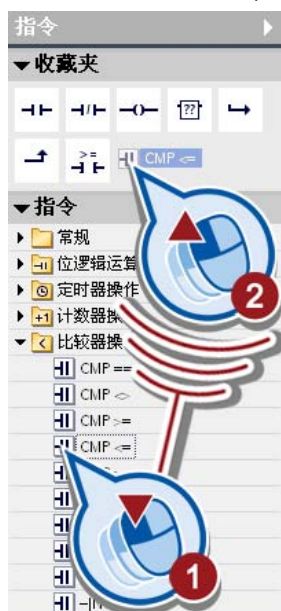 指令
收藏夹
??
>=
CMP <=
指令
常规
位逻辑运算
定时器操
+1 计数器操
比较器操
CMP ==
CMP <>
CMP >=
CMP <=
2
1